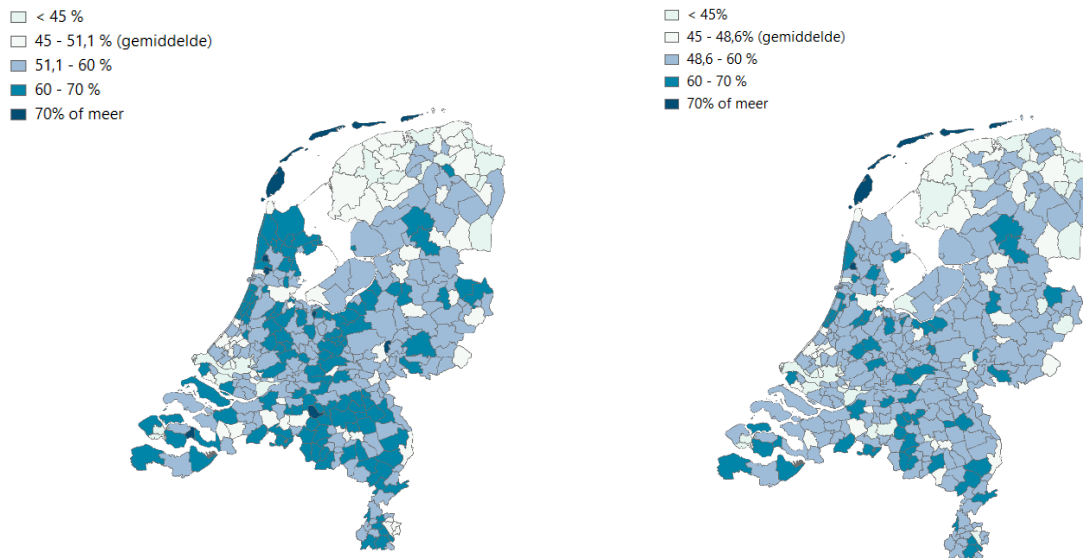 < 45 %
45 - 51,1 % (gemiddelde)
51,1 - 60 %
60 - 70 %
70% of meer
< 45%
45 - 48,6% (gemiddelde)
48,6 - 60 %
60 - 70 %
70% of meer